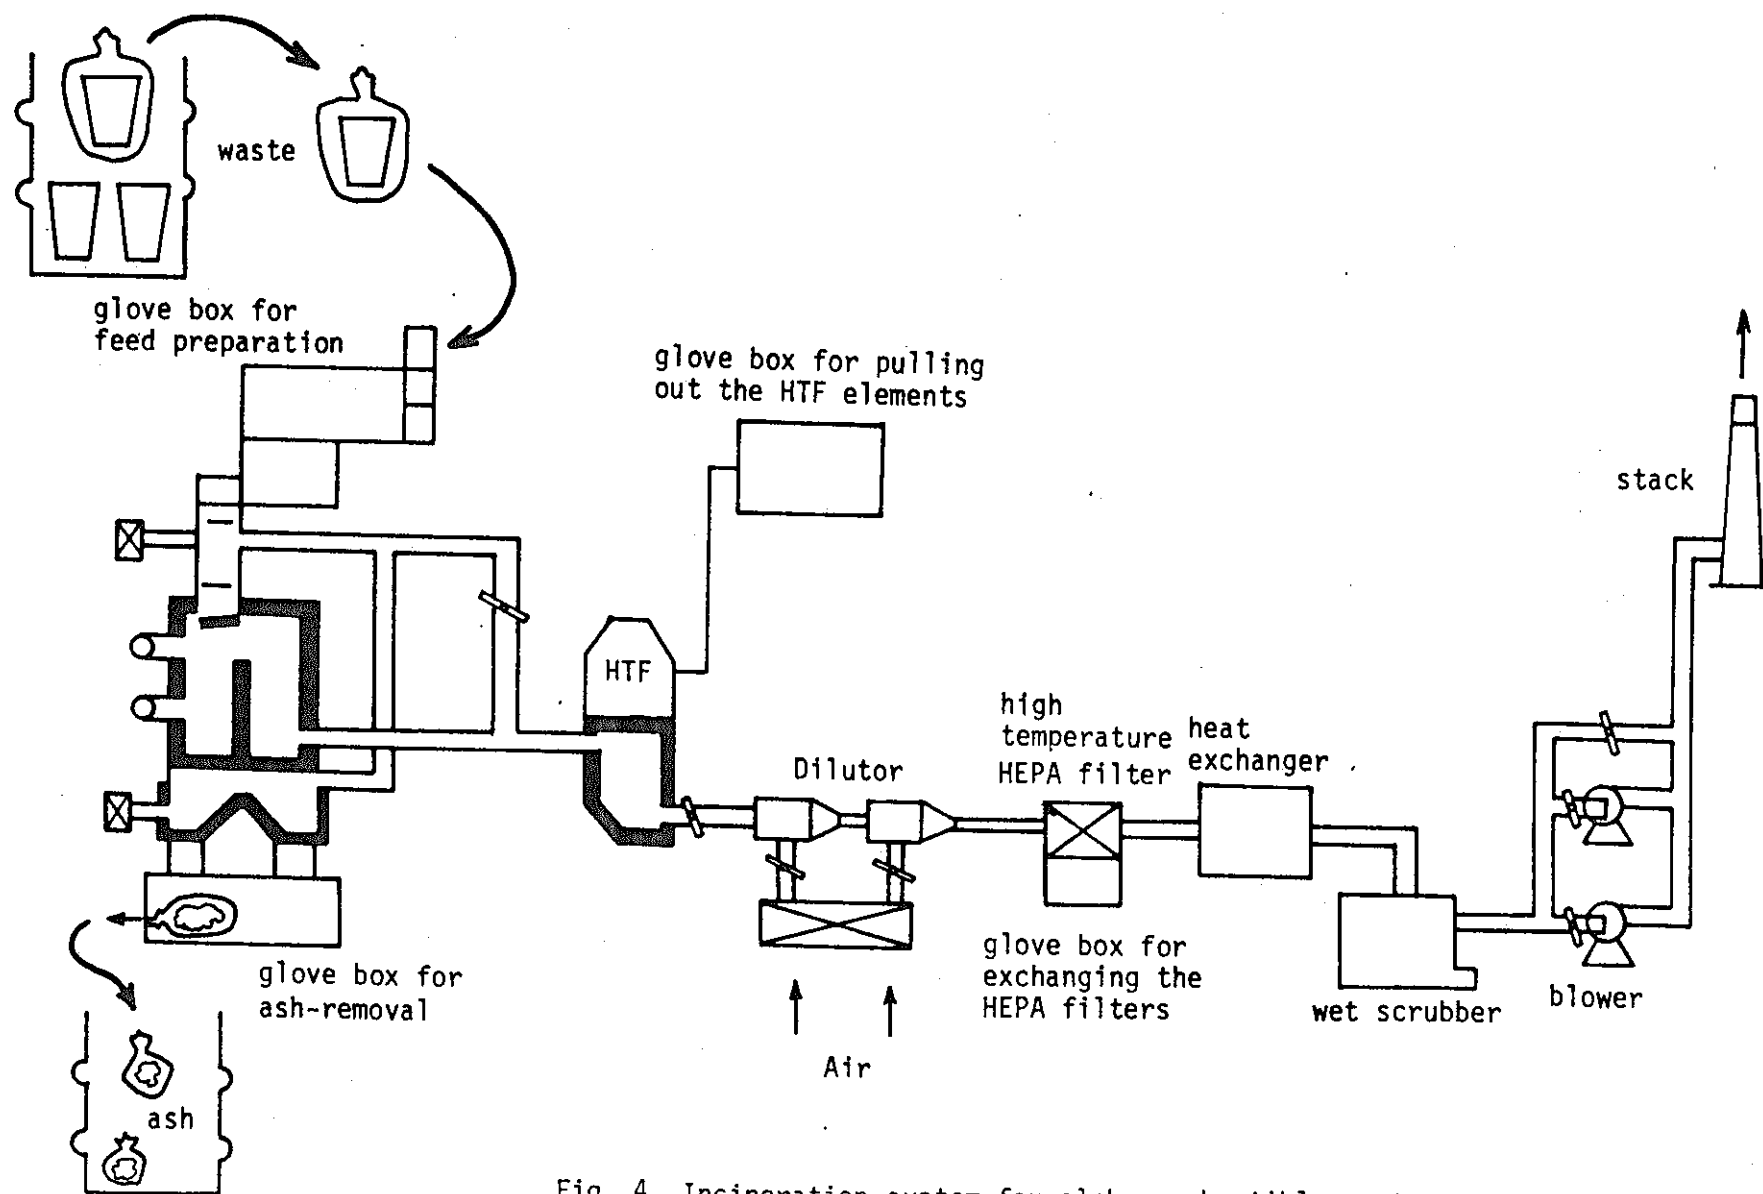 waste
glove box for
feed preparation
glove box for pulling
out the HTF elements
stack
HTF
high
temperature
HEPA filter
heat
exchanger
Dilutor
glove box for
ash-removal
glove box for
exchanging the
HEPA filters
wet scrubber
blower
Air
ash
Fig. 4 Incineration system for